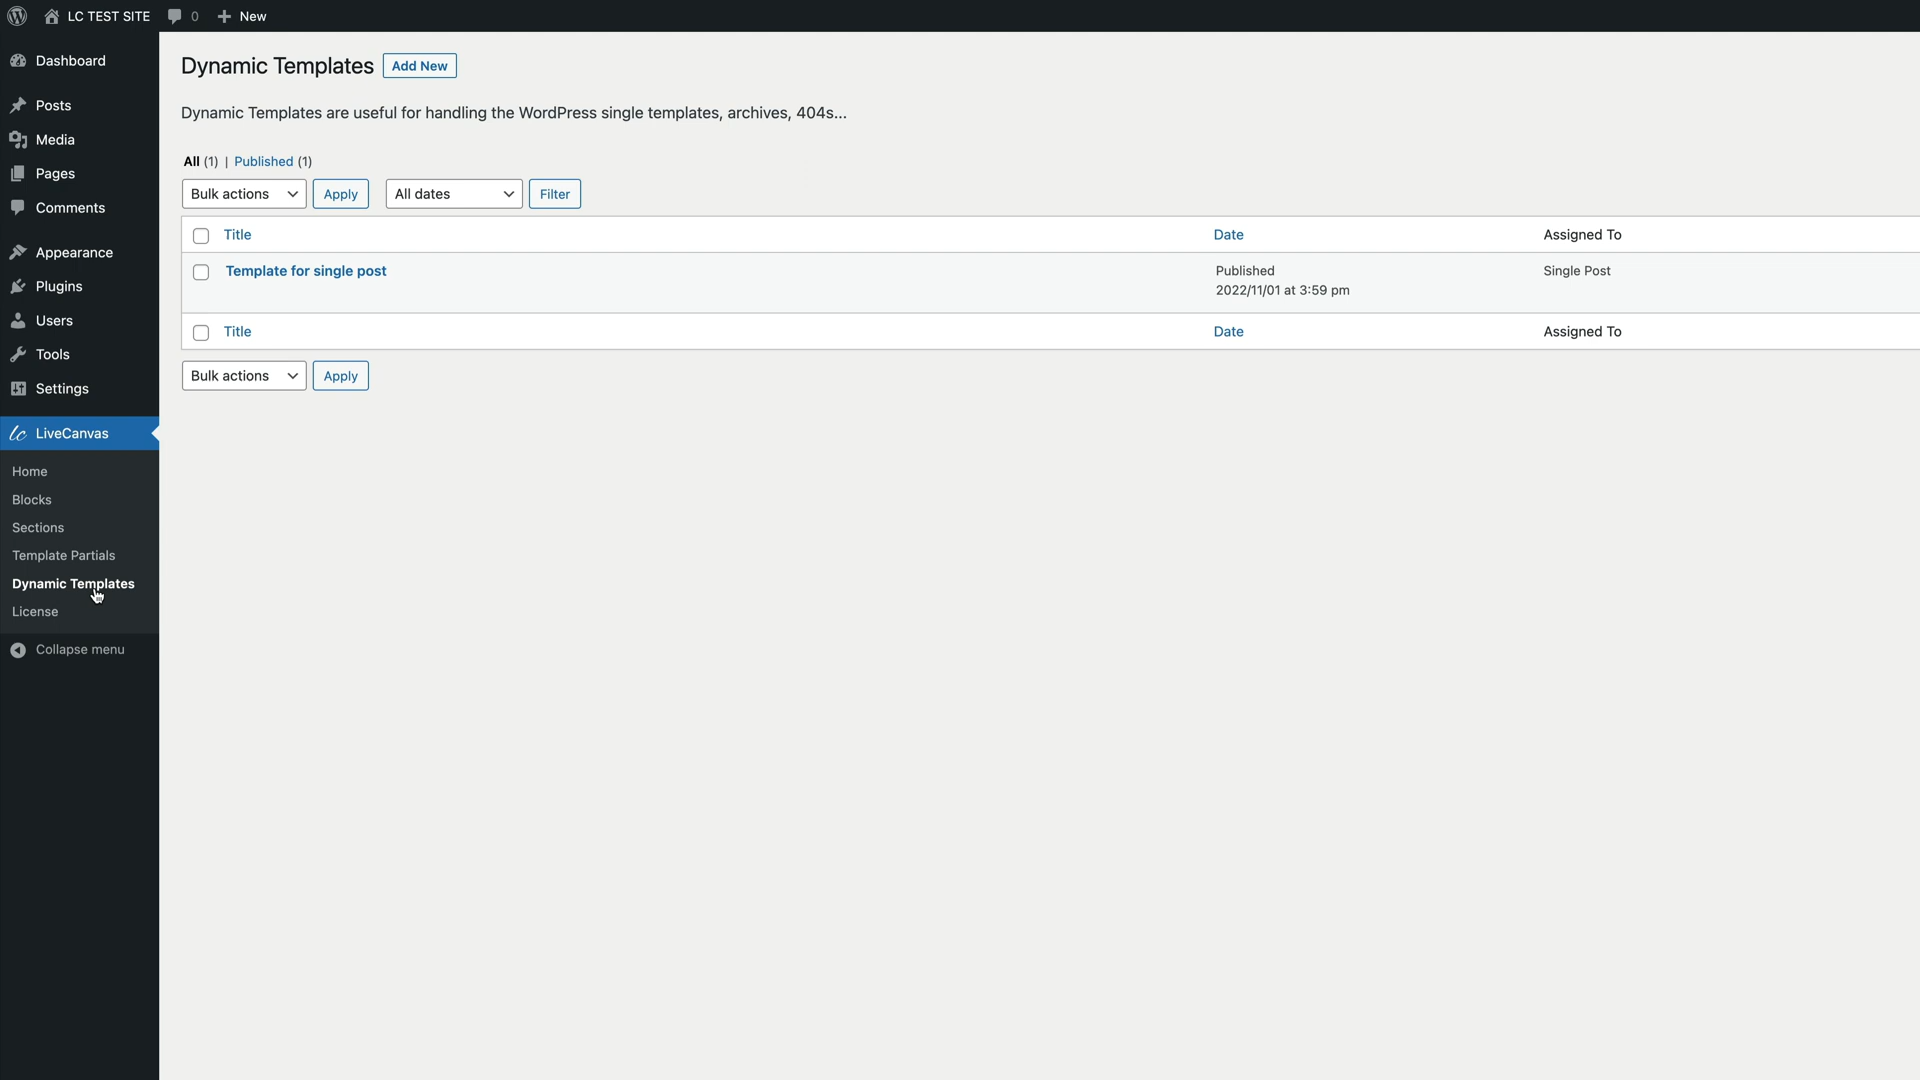 LC TEST SITE 0 New
Dashboard
Posts
Media
Pages
Comments
Appearance
Plugins
Users
Tools
Settings
LiveCanvas
Home
Blocks
Sections
Template Partials
Dynamic Templates
License
Collapse menu
Dynamic Templates Add New
Dynamic Templates are useful for handling the WordPress single templates, archives, 404s...
All (1) | Published (1)
Bulk actions Apply All dates Filter
Title Date Assigned To
Template for single post Published Single Post
2022/11/01 at 3:59 pm
Title Date Assigned To
Bulk actions Apply